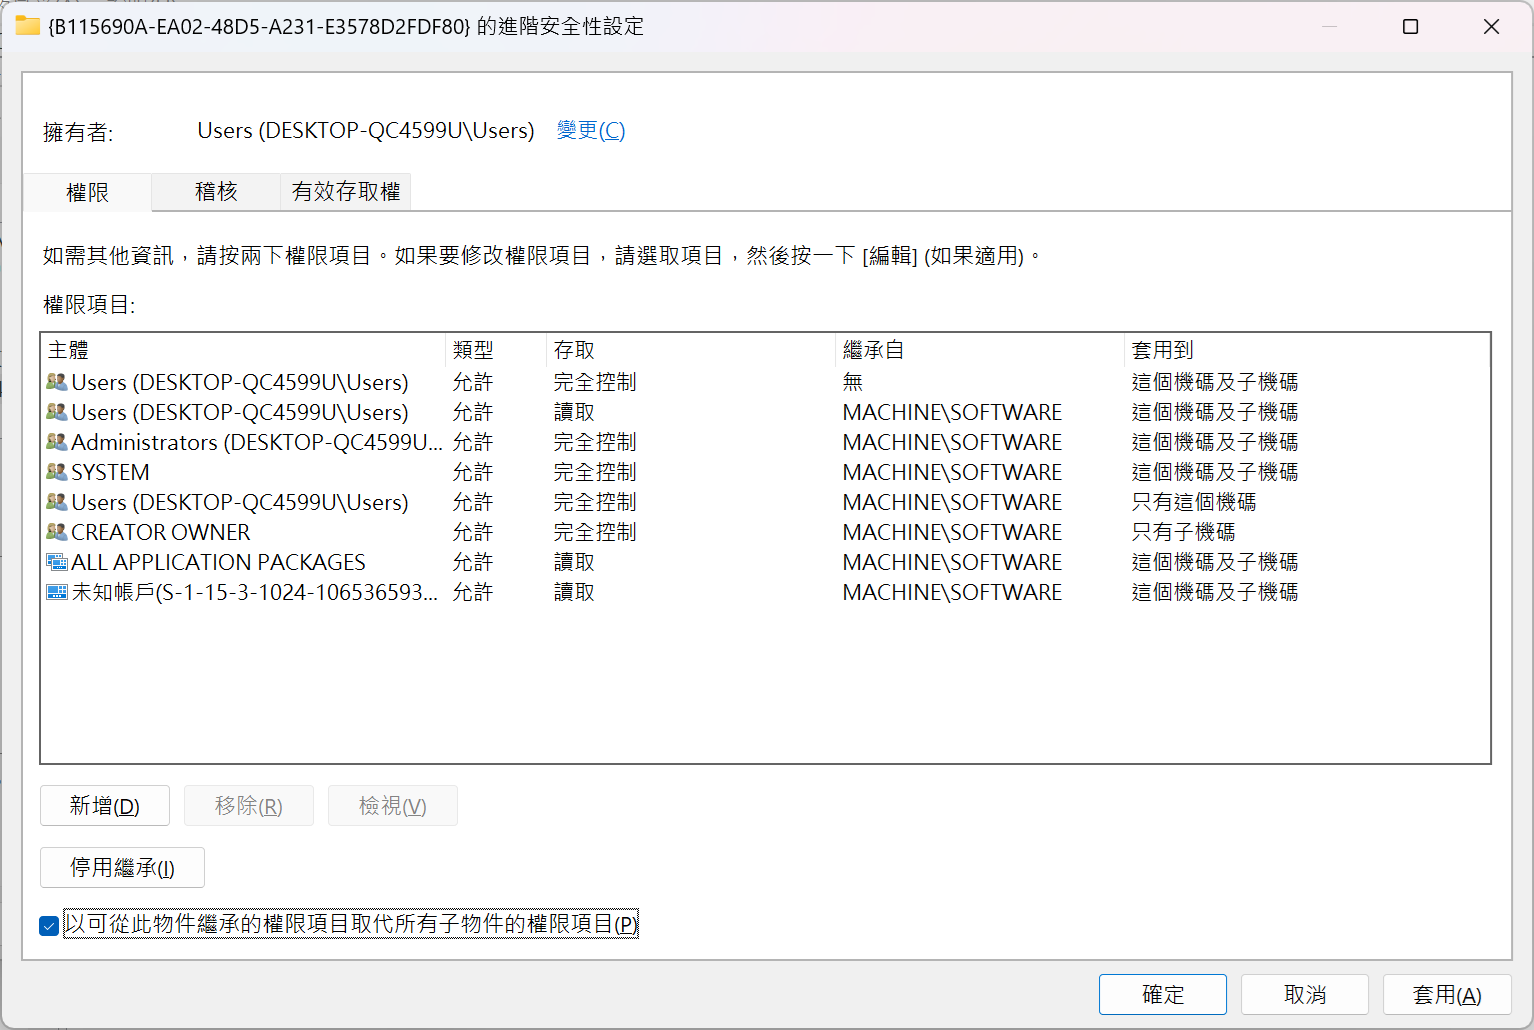 {B115690A-EA02-48D5-A231-E3578D2FDF80} 的進階安全性設定
擁有者: Users (DESKTOP-QC4599U\Users) 變更(C)
權限 稽核 有效存取權
如需其他資訊，請按兩下權限項目。如果要修改權限項目，請選取項目，然後按一下 [編輯] (如果適用)。
權限項目:
主體 類型 存取 繼承自 套用到
Users (DESKTOP-QC4599U\Users) 允許 完全控制 無 這個機碼及子機碼
Users (DESKTOP-QC4599U\Users) 允許 讀取 MACHINE\SOFTWARE 這個機碼及子機碼
Administrators (DESKTOP-QC4599U... 允許 完全控制 MACHINE\SOFTWARE 這個機碼及子機碼
SYSTEM 允許 完全控制 MACHINE\SOFTWARE 這個機碼及子機碼
Users (DESKTOP-QC4599U\Users) 允許 完全控制 MACHINE\SOFTWARE 只有這個機碼
CREATOR OWNER 允許 完全控制 MACHINE\SOFTWARE 只有子機碼
ALL APPLICATION PACKAGES 允許 讀取 MACHINE\SOFTWARE 這個機碼及子機碼
未知帳戶(S-1-15-3-1024-106536593... 允許 讀取 MACHINE\SOFTWARE 這個機碼及子機碼
新增(D) 移除(R) 檢視(V)
停用繼承(I)
以可從此物件繼承的權限項目取代所有子物件的權限項目(P)
確定 取消 套用(A)